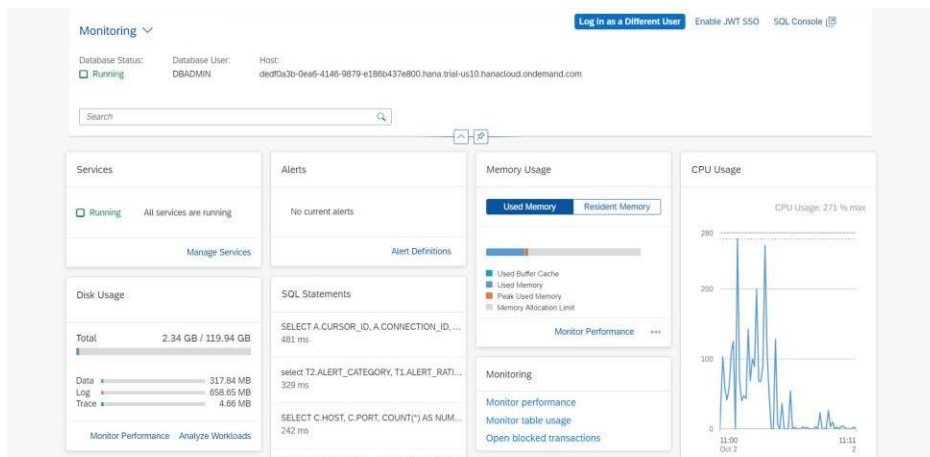 Monitoring
Log in as a Different User Enable JWT SSO SQL Console
Database Status: Database User: Host:
Running DBADMIN dedf0a3b-0ea6-4146-9879-e186b437e800.hana.trial-us10.hanacloud.ondemand.com
Search
Services
Running All services are running
Manage Services
Alerts
No current alerts
Alert Definitions
Memory Usage
Used Memory Resident Memory
Used Buffer Cache
Used Memory
Peak Used Memory
Memory Allocation Limit
Monitor Performance
CPU Usage
CPU Usage: 271 % max
280
200
100
0
11:00 11:11
Oct 2 2
Disk Usage
Total 2.34 GB / 119.94 GB
Data 317.84 MB
Log 658.65 MB
Trace 4.66 MB
Monitor Performance Analyze Workloads
SQL Statements
SELECT A.CURSOR_ID, A.CONNECTION_ID, ...
481 ms
select T2.ALERT_CATEGORY, T1.ALERT_RATI...
329 ms
SELECT C.HOST, C.PORT, COUNT(*) AS NUM...
242 ms
Monitoring
Monitor performance
Monitor table usage
Open blocked transactions